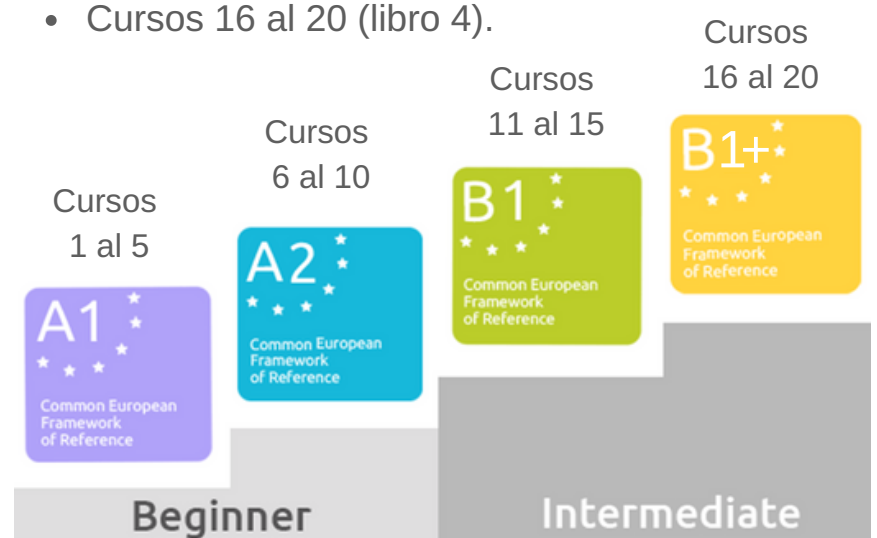 • Cursos 16 al 20 (libro 4).
Cursos
1 al 5
A1
Common European
Framework
of Reference
Cursos
6 al 10
A2
Common European
Framework
of Reference
Cursos
11 al 15
B1
Common European
Framework
of Reference
Cursos
16 al 20
B1+
Common European
Framework
of Reference
Beginner
Intermediate